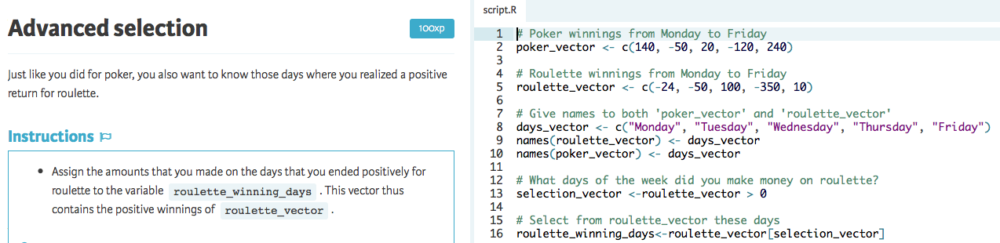 Advanced selection
100xp
Just like you did for poker, you also want to know those days where you realized a positive
return for roulette.
Instructions
• Assign the amounts that you made on the days that you ended positively for
roulette to the variable roulette_winning_days . This vector thus
contains the positive winnings of roulette_vector .
script.R
1 # Poker winnings from Monday to Friday
2 poker_vector <- c(140, -50, 20, -120, 240)
3
4 # Roulette winnings from Monday to Friday
5 roulette_vector <- c(-24, -50, 100, -350, 10)
6
7 # Give names to both 'poker_vector' and 'roulette_vector'
8 days_vector <- c("Monday", "Tuesday", "Wednesday", "Thursday", "Friday")
9 names(roulette_vector) <- days_vector
10 names(poker_vector) <- days_vector
11
12 # What days of the week did you make money on roulette?
13 selection_vector <-roulette_vector > 0
14
15 # Select from roulette_vector these days
16 roulette_winning_days<-roulette_vector[selection_vector]